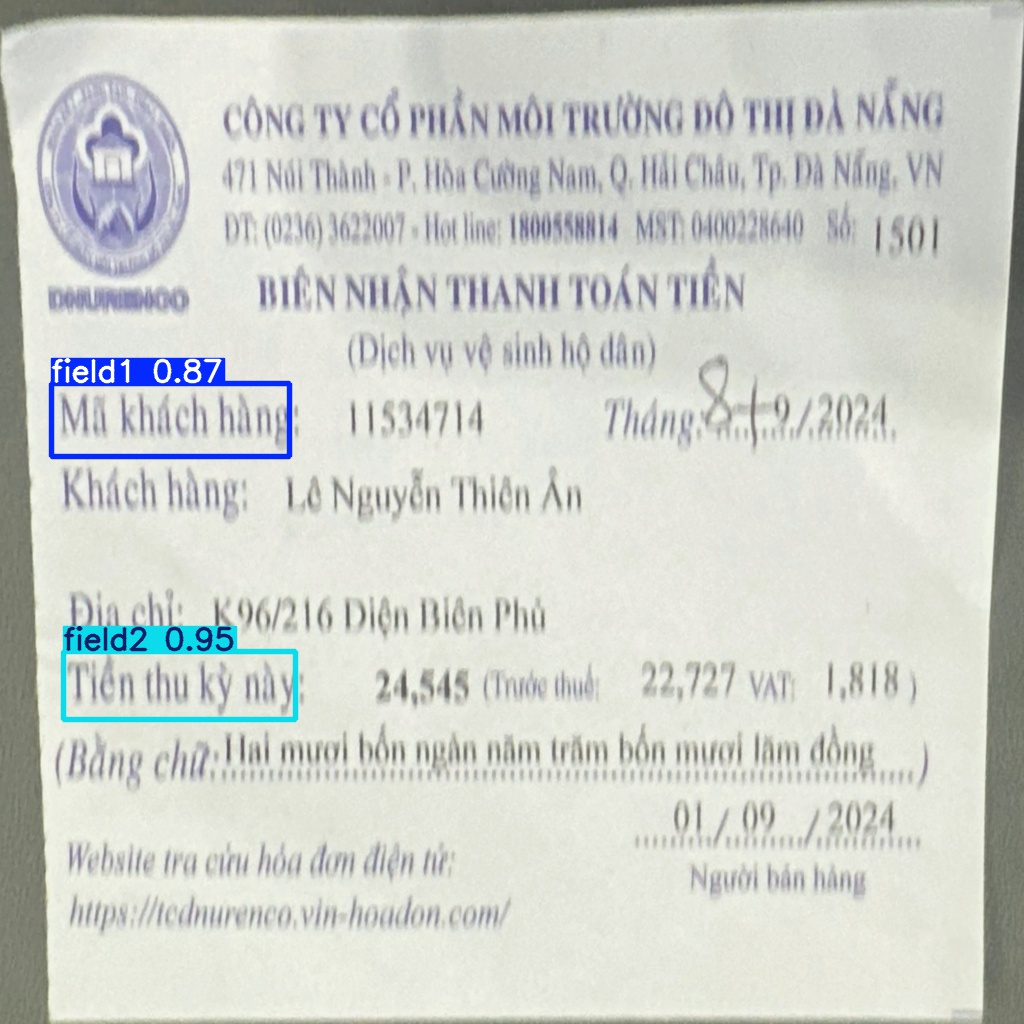 CÔNG TY CỔ PHẦN MÔI TRƯỜNG ĐÔ THỊ ĐÀ NẴNG
471 Núi Thành - P. Hòa Cường Nam, Q. Hải Châu, Tp. Đà Nẵng, VN
ĐT: (0236) 3622007 - Hot line: 1800558814 MST: 0400228640 Số: 1501
DNURENCO
BIÊN NHẬN THANH TOÁN TIỀN
(Dịch vụ vệ sinh hộ dân)
field1 0.87
Mã khách hàng: 11534714 Tháng: 8+9/2024
Khách hàng: Lê Nguyễn Thiên Ân
Địa chỉ: K96/216 Điện Biên Phủ
field2 0.95
Tiền thu kỳ này: 24,545 (Trước thuế: 22,727 VAT: 1,818 )
(Bằng chữ: Hai mươi bốn ngàn năm trăm bốn mươi lăm đồng )
01 / 09 / 2024
Người bán hàng
Website tra cứu hóa đơn điện tử:
https://tcdnurenco.vin-hoadon.com/